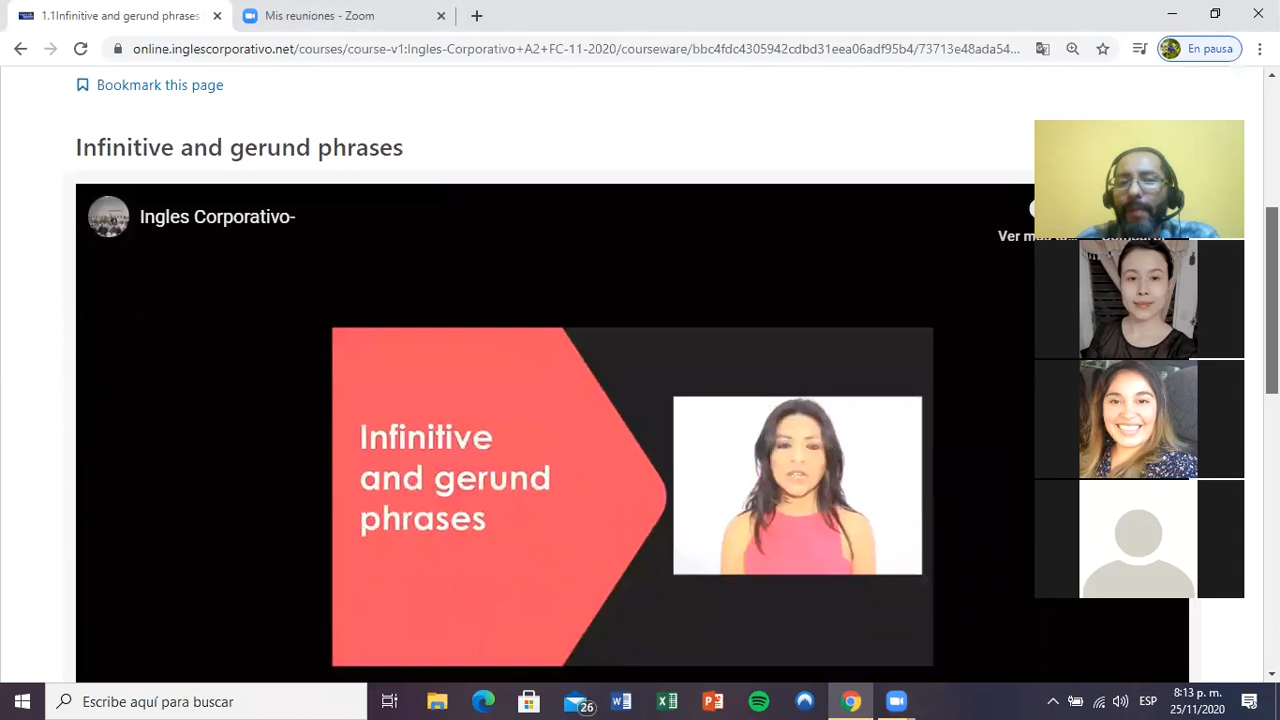 1.1Infinitive and gerund phrases
Mis reuniones - Zoom
online.inglescorporativo.net/courses/course-v1:Ingles-Corporativo+A2+FC-11-2020/courseware/bbc4fdc4305942cdbd31eea06adf95b4/73713e48ada54...
En pausa
Bookmark this page
Infinitive and gerund phrases
Ingles Corporativo-
Ver más
Infinitive
and gerund
phrases
Escribe aquí para buscar
26
ESP
8:13 p. m.
25/11/2020